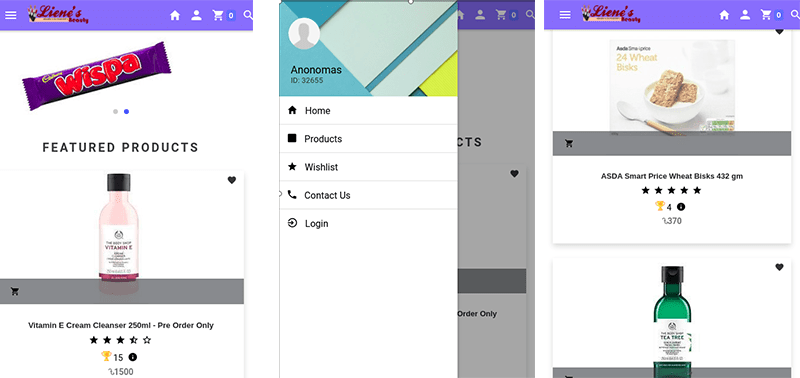 Liene's
Beauty
0
Cadbury
Wispa
FEATURED PRODUCTS
THE BODY SHOP
VITAMIN E
Vitamin E Cream Cleanser 250ml - Pre Order Only
15
৳1500
0
Anonomas
ID: 32655
Home
Products
Wishlist
Contact Us
Login
CTS
Order Only
Liene's
Beauty
0
Asda Smartprice
24 Wheat
Bisks
ASDA Smart Price Wheat Bisks 432 gm
4
৳370
THE BODY SHOP
TEA TREE